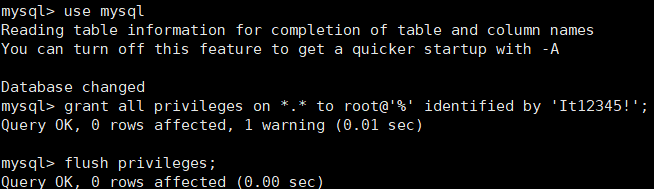 mysql> use mysql
Reading table information for completion of table and column names
You can turn off this feature to get a quicker startup with -A
Database changed
mysql> grant all privileges on *.* to root@'%' identified by 'It12345!';
Query OK, 0 rows affected, 1 warning (0.01 sec)
mysql> flush privileges;
Query OK, 0 rows affected (0.00 sec)